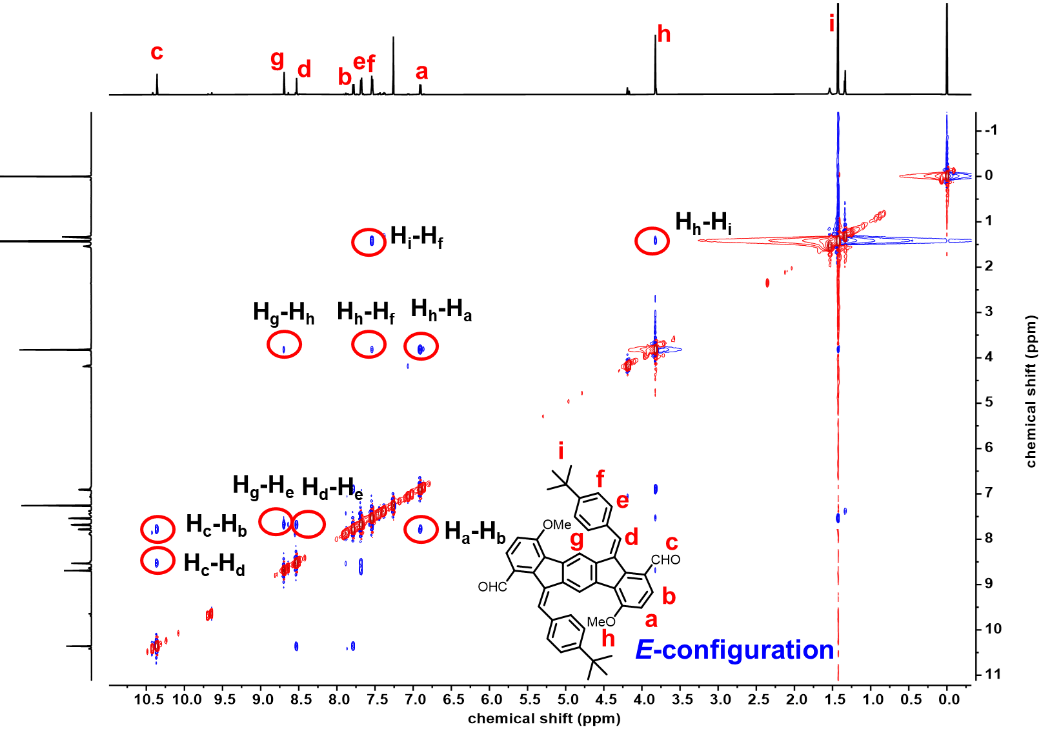 c g d b e f a h i
-1
0
1
2
3
4
5
6
7
8
9
10
11
chemical shift (ppm)
Hi-Hf
Hh-Hi
Hg-Hh
Hh-Hf
Hh-Ha
Hg-He
Hd-He
Hc-Hb
Ha-Hb
Hc-Hd
i
f
e
OMe
g
d
c
CHO
OHC
b
a
MeO
h
E-configuration
10.5 10.0 9.5 9.0 8.5 8.0 7.5 7.0 6.5 6.0 5.5 5.0 4.5 4.0 3.5 3.0 2.5 2.0 1.5 1.0 0.5 0.0
chemical shift (ppm)